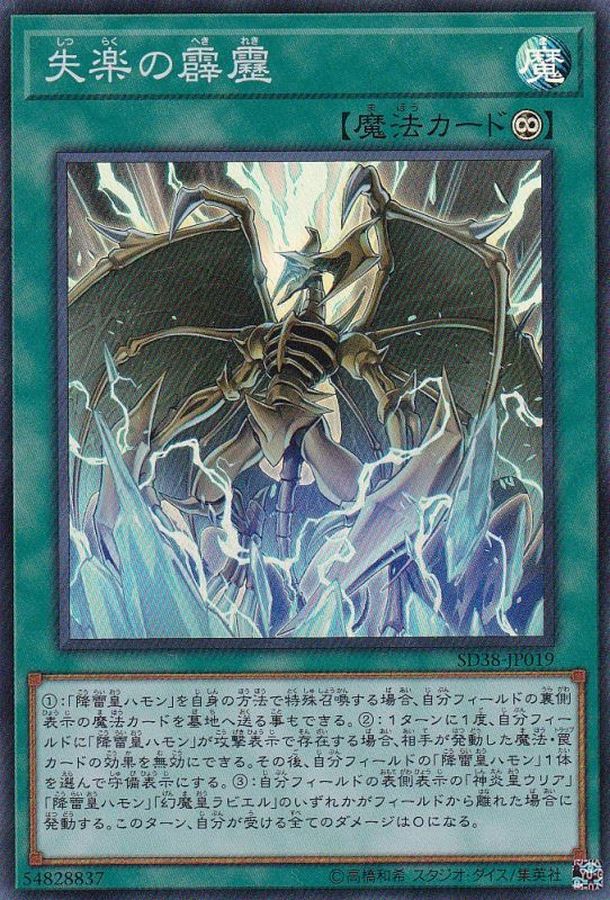 失楽の霹靂
魔
【魔法カード∞】
SD38-JP019
①:「降雷皇ハモン」を自身の方法で特殊召喚する場合、自分フィールドの裏側
表示の魔法カードを墓地へ送る事もできる。②:1ターンに1度、自分フィー
ルドに「降雷皇ハモン」が攻撃表示で存在する場合、相手が発動した魔法・罠
カードの効果を無効にできる。その後、自分フィールドの「降雷皇ハモン」1体
を選んで守備表示にする。③:自分フィールドの表側表示の「神炎皇ウリア」
「降雷皇ハモン」「幻魔皇ラビエル」のいずれかがフィールドから離れた場合に
発動する。このターン、自分が受ける全てのダメージは0になる。
54828837
©高橋和希 スタジオ・ダイス/集英社